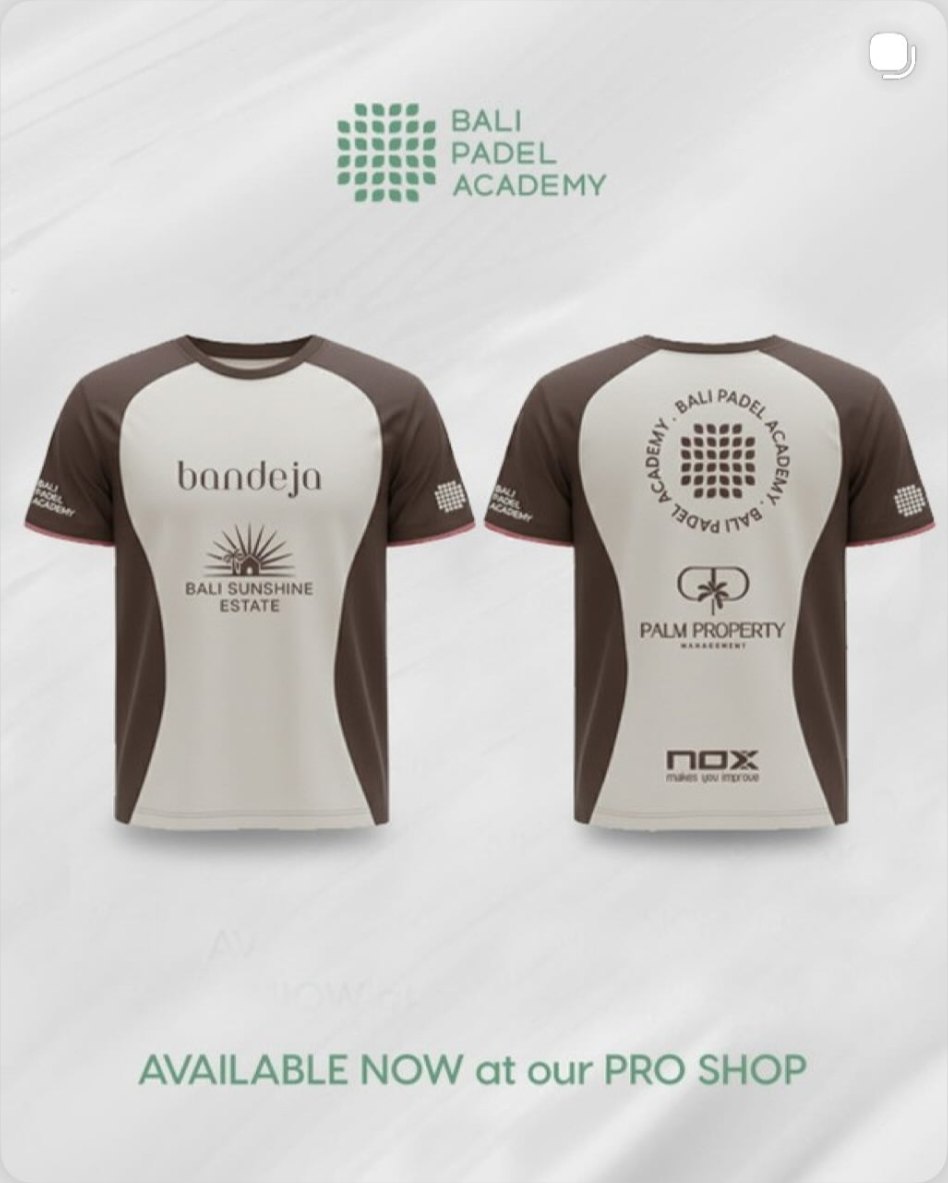 BALI
PADEL
ACADEMY
bandeja
BALI SUNSHINE
ESTATE
BALI
PADEL
ACADEMY
BALI PADEL ACADEMY . BALI PADEL ACADEMY .
PALM PROPERTY
MANAGEMENT
nox
makes you improve
BALI
PADEL
ACADEMY
AVAILABLE NOW at our PRO SHOP